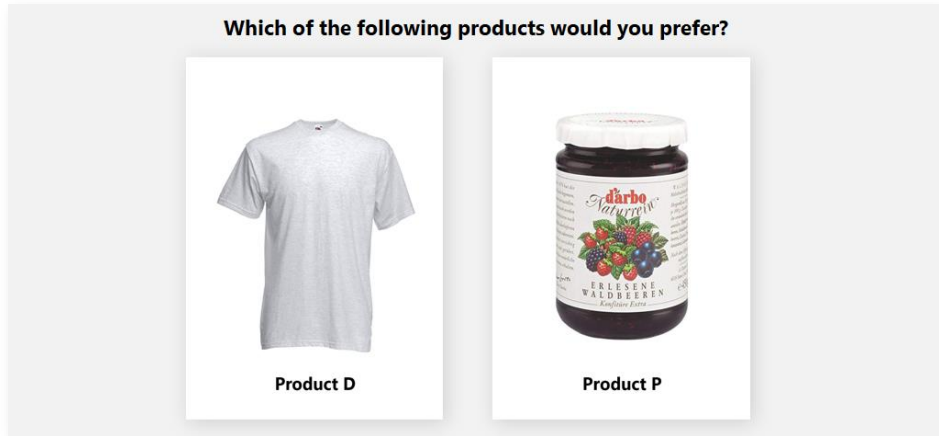 Which of the following products would you prefer?
d'arbo
Naturrein
ERLESENE
WALDBEEREN
Konfitüre Extra
Product D
Product P